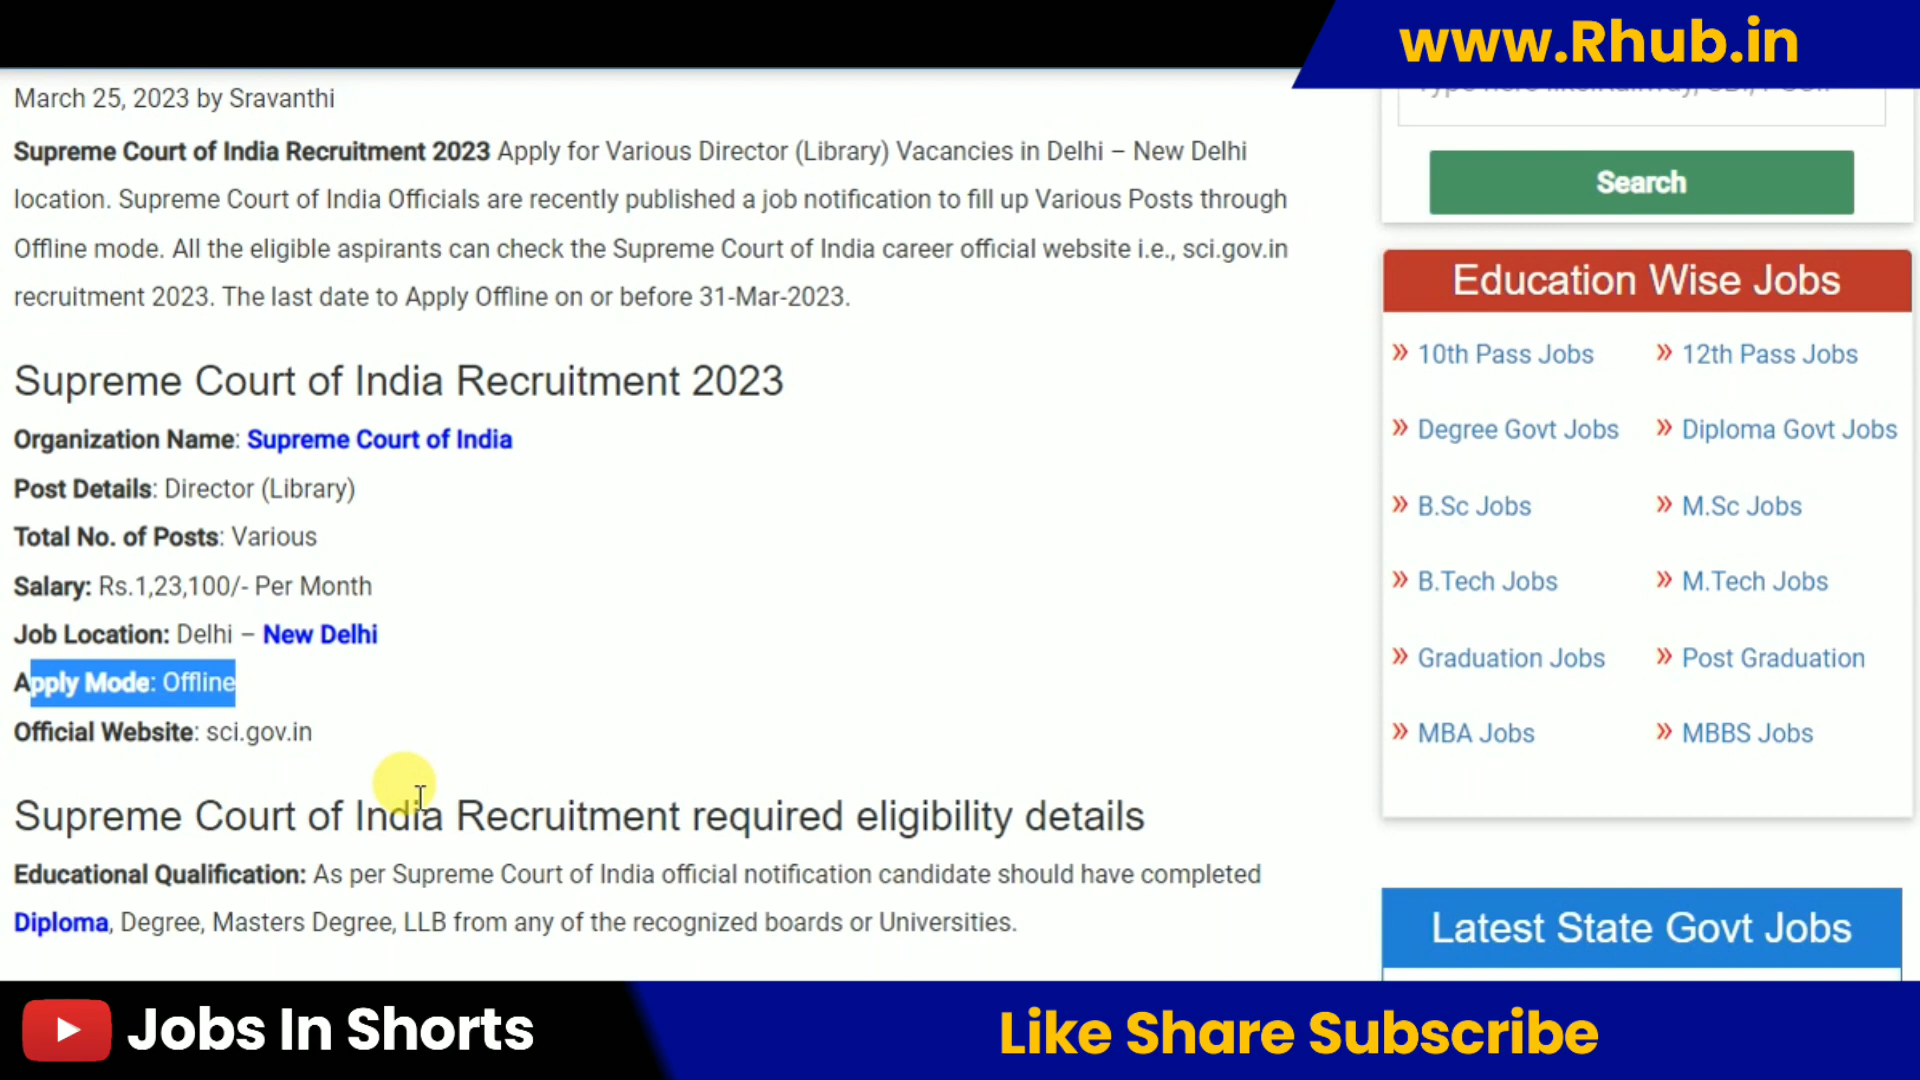 www.Rhub.in
March 25, 2023 by Sravanthi
Supreme Court of India Recruitment 2023 Apply for Various Director (Library) Vacancies in Delhi – New Delhi
location. Supreme Court of India Officials are recently published a job notification to fill up Various Posts through
Offline mode. All the eligible aspirants can check the Supreme Court of India career official website i.e., sci.gov.in
recruitment 2023. The last date to Apply Offline on or before 31-Mar-2023.
Supreme Court of India Recruitment 2023
Organization Name: Supreme Court of India
Post Details: Director (Library)
Total No. of Posts: Various
Salary: Rs.1,23,100/- Per Month
Job Location: Delhi – New Delhi
Apply Mode: Offline
Official Website: sci.gov.in
Supreme Court of India Recruitment required eligibility details
Educational Qualification: As per Supreme Court of India official notification candidate should have completed
Diploma, Degree, Masters Degree, LLB from any of the recognized boards or Universities.
Search
Education Wise Jobs
» 10th Pass Jobs » 12th Pass Jobs
» Degree Govt Jobs » Diploma Govt Jobs
» B.Sc Jobs » M.Sc Jobs
» B.Tech Jobs » M.Tech Jobs
» Graduation Jobs » Post Graduation
» MBA Jobs » MBBS Jobs
Latest State Govt Jobs
Jobs In Shorts
Like Share Subscribe